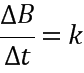 ΔB/Δt = k